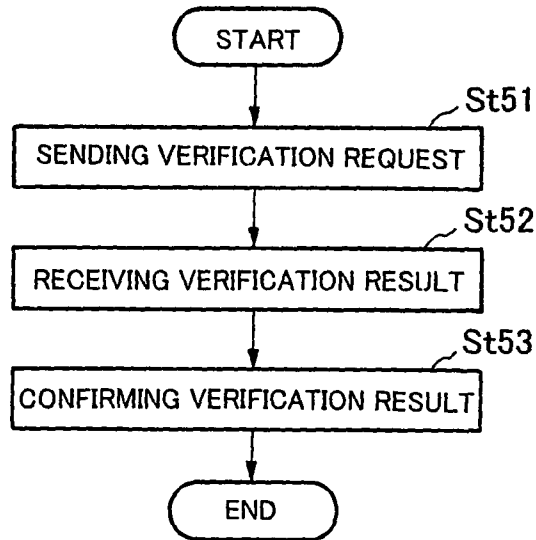 START
St51
SENDING VERIFICATION REQUEST
St52
RECEIVING VERIFICATION RESULT
St53
CONFIRMING VERIFICATION RESULT
END